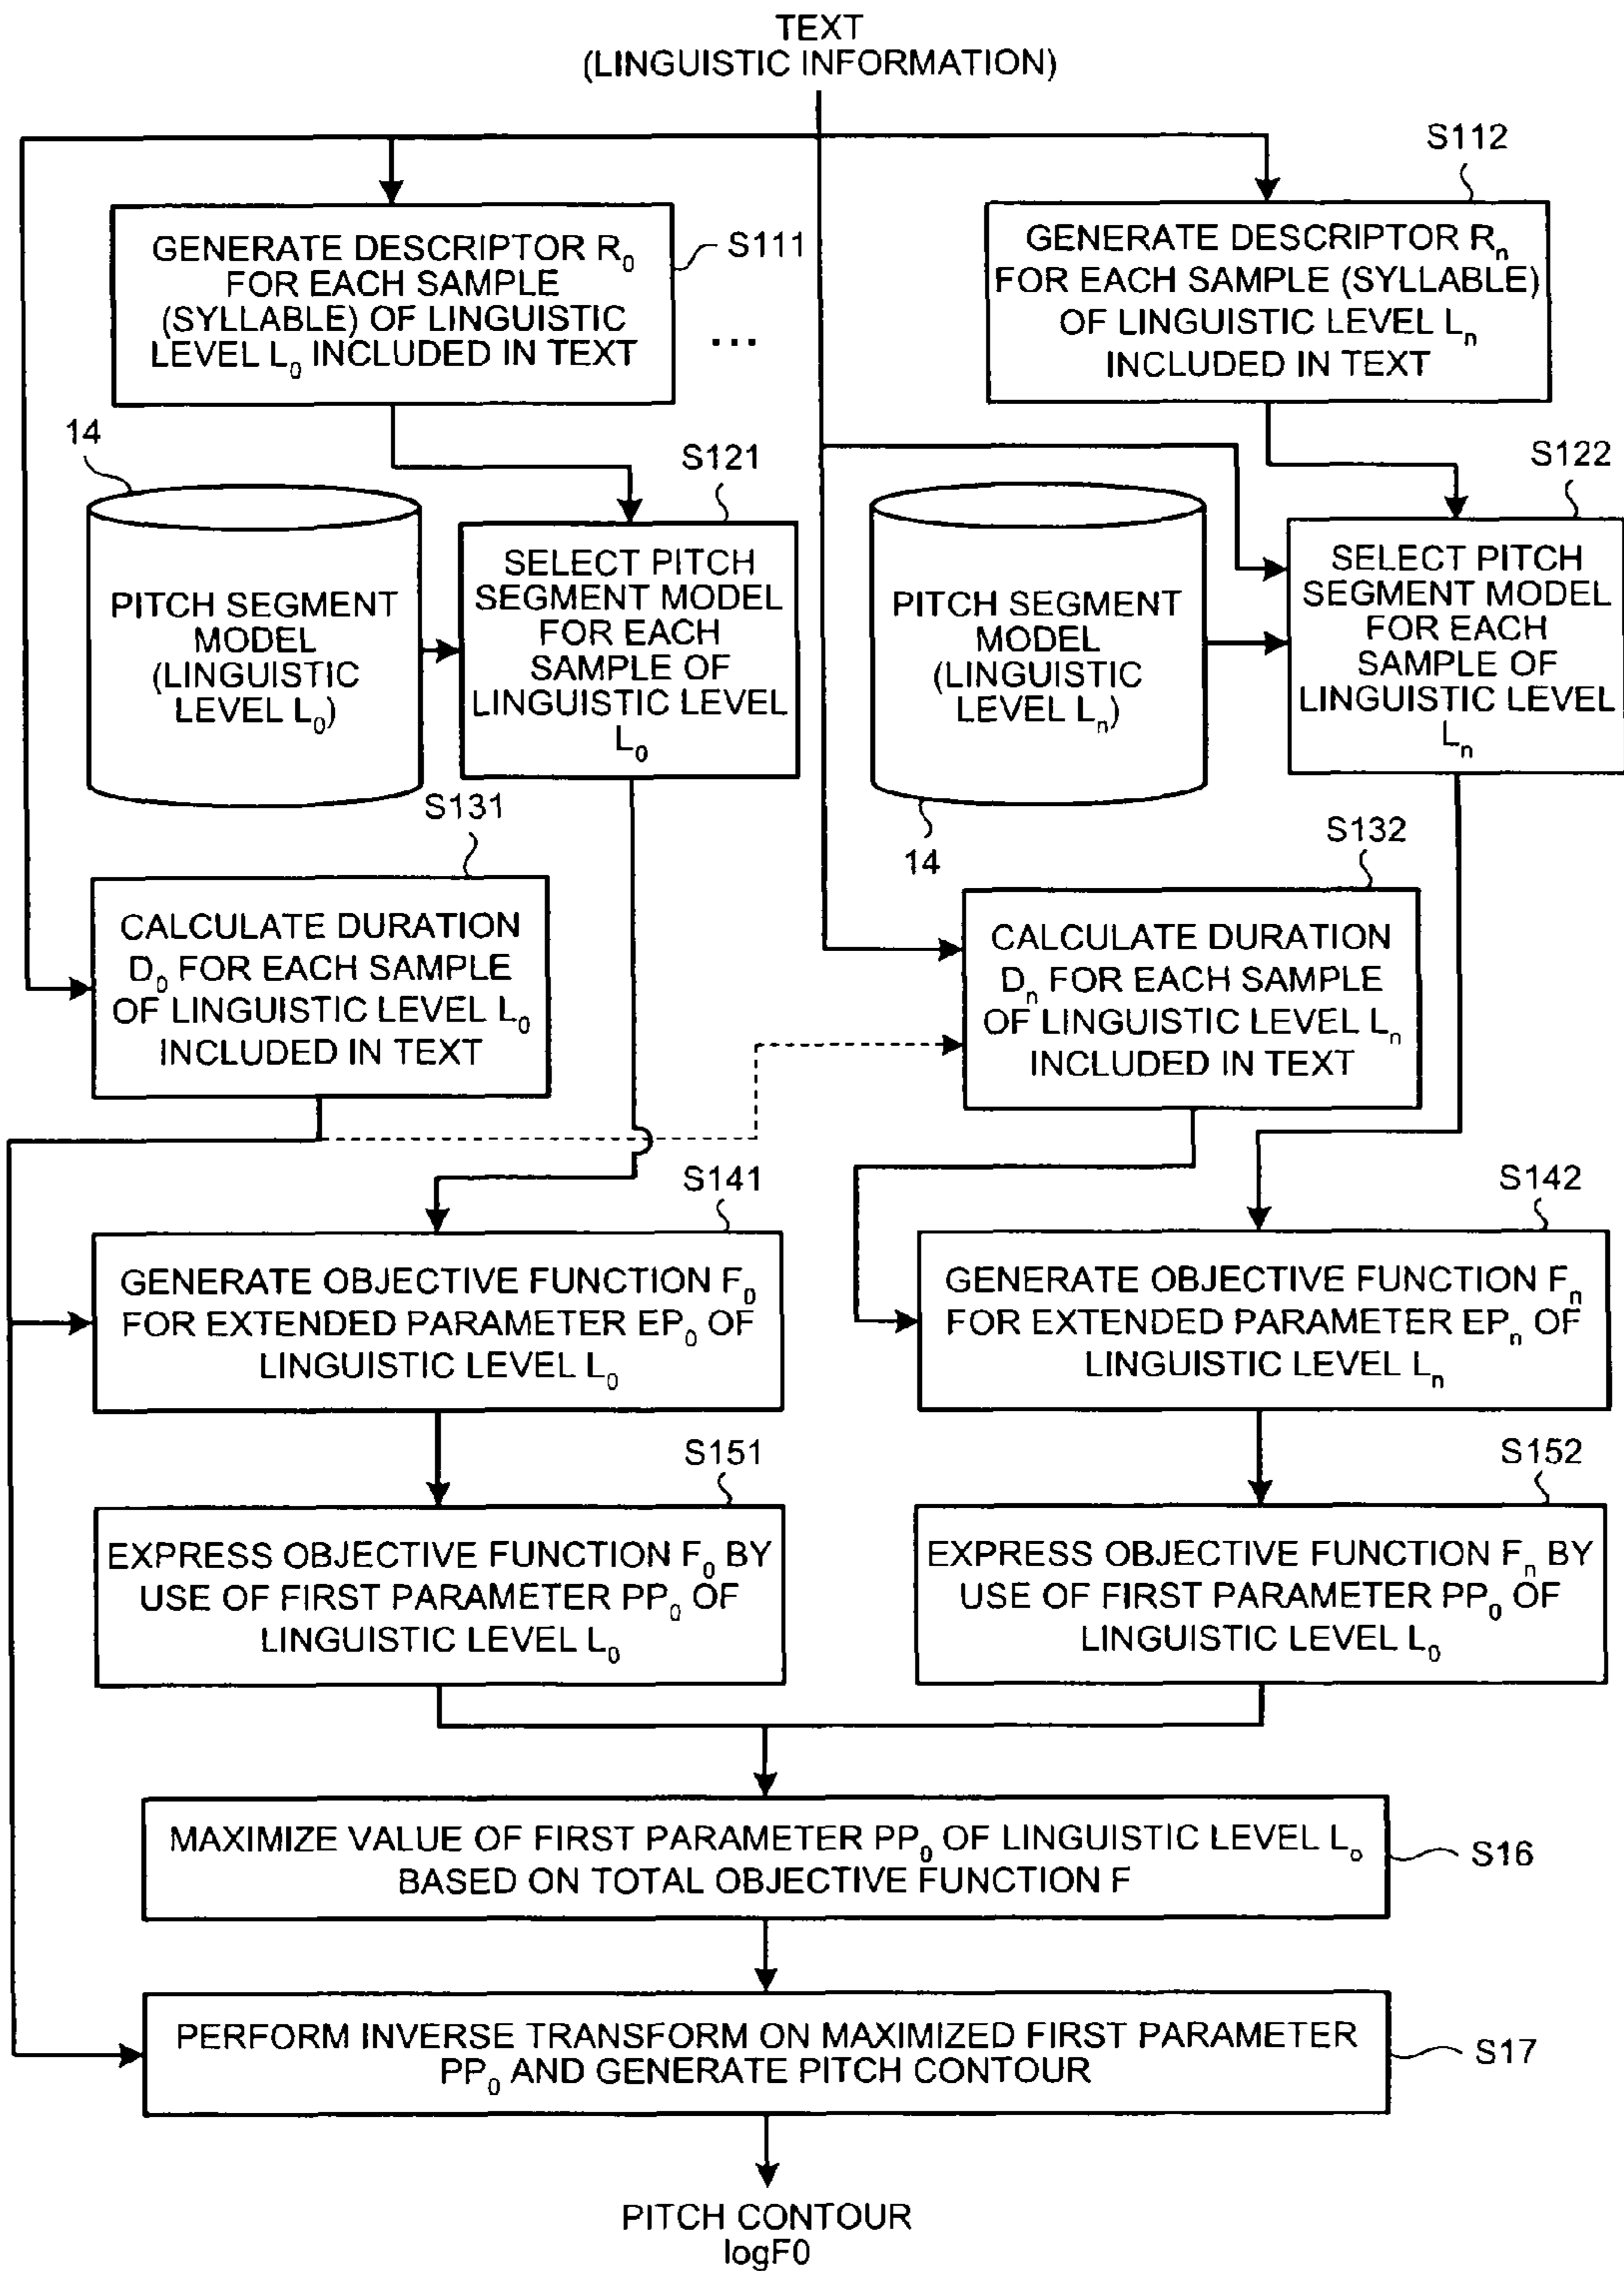 TEXT
(LINGUISTIC INFORMATION)
S112
GENERATE DESCRIPTOR R₀
FOR EACH SAMPLE
(SYLLABLE) OF LINGUISTIC
LEVEL L₀ INCLUDED IN TEXT
S111
...
GENERATE DESCRIPTOR Rₙ
FOR EACH SAMPLE (SYLLABLE)
OF LINGUISTIC LEVEL Lₙ
INCLUDED IN TEXT
14
S121
S122
PITCH SEGMENT
MODEL
(LINGUISTIC
LEVEL L₀)
SELECT PITCH
SEGMENT MODEL
FOR EACH
SAMPLE OF
LINGUISTIC LEVEL
L₀
PITCH SEGMENT
MODEL
(LINGUISTIC
LEVEL Lₙ)
SELECT PITCH
SEGMENT MODEL
FOR EACH
SAMPLE OF
LINGUISTIC LEVEL
Lₙ
S131
14
S132
CALCULATE DURATION
D₀ FOR EACH SAMPLE
OF LINGUISTIC LEVEL L₀
INCLUDED IN TEXT
CALCULATE DURATION
Dₙ FOR EACH SAMPLE
OF LINGUISTIC LEVEL Lₙ
INCLUDED IN TEXT
S141
S142
GENERATE OBJECTIVE FUNCTION F₀
FOR EXTENDED PARAMETER EP₀ OF
LINGUISTIC LEVEL L₀
GENERATE OBJECTIVE FUNCTION Fₙ
FOR EXTENDED PARAMETER EPₙ OF
LINGUISTIC LEVEL Lₙ
S151
S152
EXPRESS OBJECTIVE FUNCTION F₀ BY
USE OF FIRST PARAMETER PP₀ OF
LINGUISTIC LEVEL L₀
EXPRESS OBJECTIVE FUNCTION Fₙ BY
USE OF FIRST PARAMETER PP₀ OF
LINGUISTIC LEVEL L₀
MAXIMIZE VALUE OF FIRST PARAMETER PP₀ OF LINGUISTIC LEVEL L₀
BASED ON TOTAL OBJECTIVE FUNCTION F
S16
PERFORM INVERSE TRANSFORM ON MAXIMIZED FIRST PARAMETER
PP₀ AND GENERATE PITCH CONTOUR
S17
PITCH CONTOUR
logF0